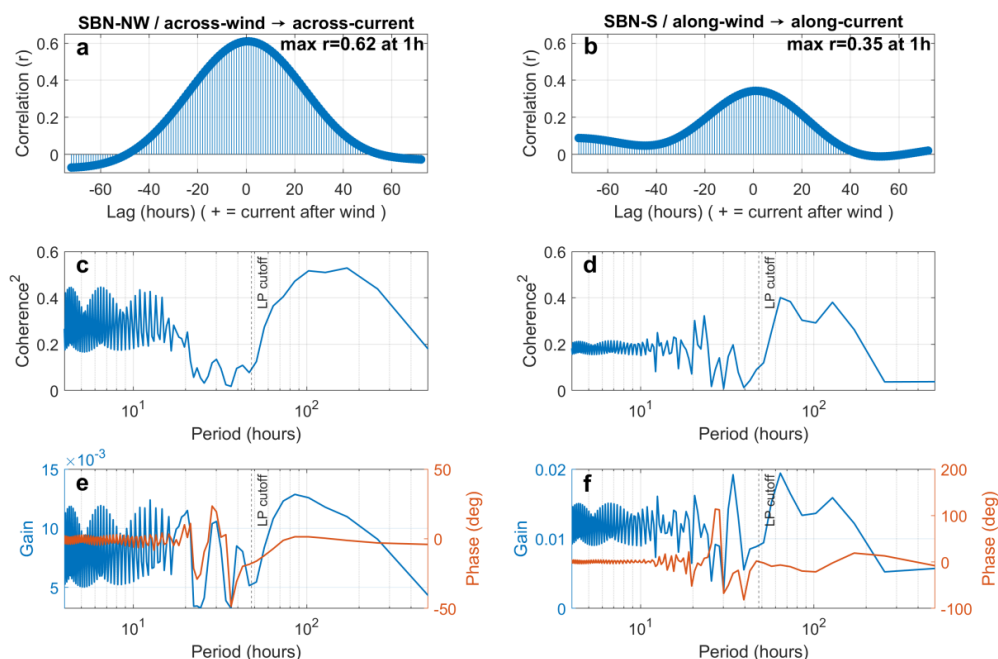 SBN-NW / across-wind → across-current
a
max r=0.62 at 1h
Correlation (r)
0.6
0.4
0.2
0
-60 -40 -20 0 20 40 60
Lag (hours) ( + = current after wind )
SBN-S / along-wind → along-current
b
max r=0.35 at 1h
Correlation (r)
0.6
0.4
0.2
0
-60 -40 -20 0 20 40 60
Lag (hours) ( + = current after wind )
c
LP cutoff
Coherence²
0.6
0.4
0.2
0
10¹ 10²
Period (hours)
d
LP cutoff
Coherence²
0.6
0.4
0.2
0
10¹ 10²
Period (hours)
×10⁻³
e
LP cutoff
Gain
15
10
5
50
0
-50
Phase (deg)
10¹ 10²
Period (hours)
f
LP cutoff
Gain
0.02
0.01
0
200
100
0
-100
Phase (deg)
10¹ 10²
Period (hours)